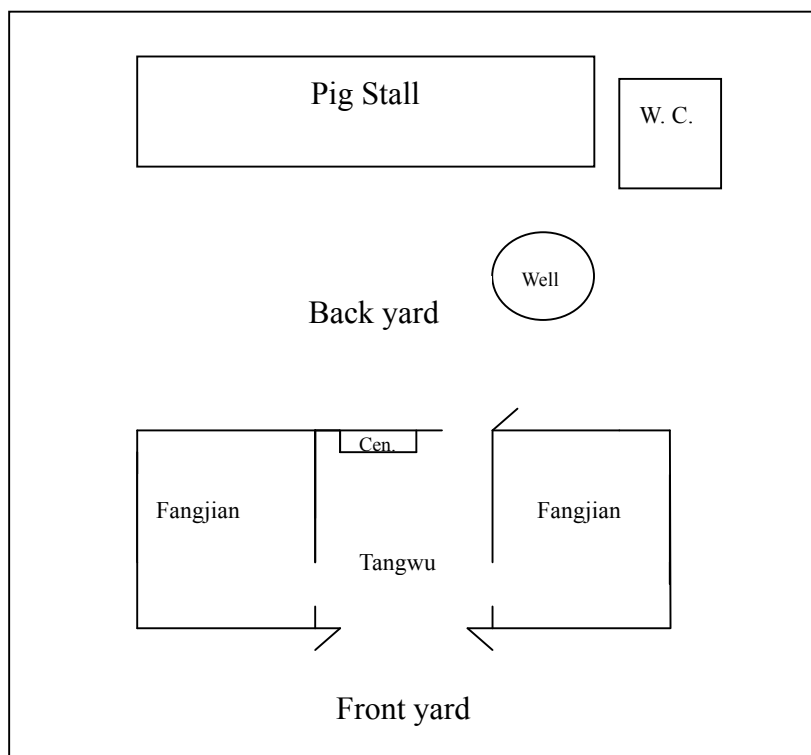 Pig Stall
W. C.
Well
Back yard
Cen.
Fangjian
Fangjian
Tangwu
Front yard